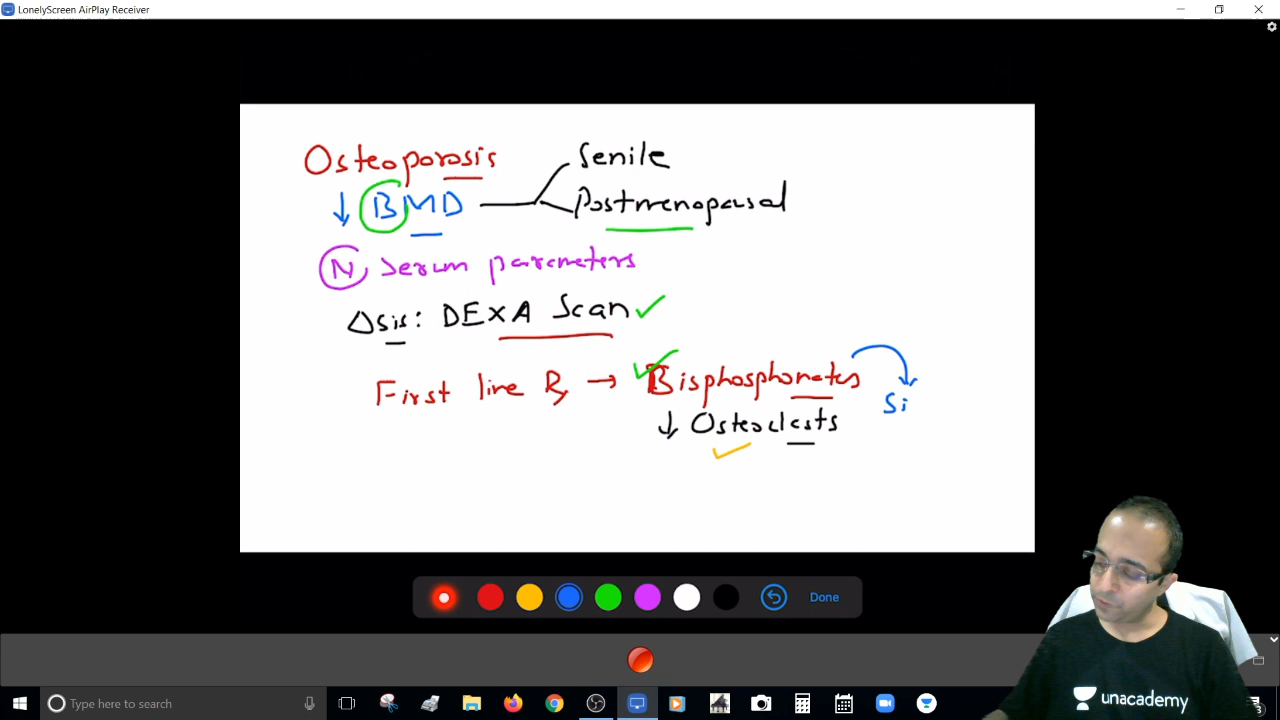 LonelyScreen AirPlay Receiver
Osteoporosis
Senile
↓ BMD
Postmenopausal
N serum parameters
Δsis: DEXA Scan ✓
First line Rx → Bisphosphonates
Si
↓ Osteoclasts
Done
unacademy
Type here to search